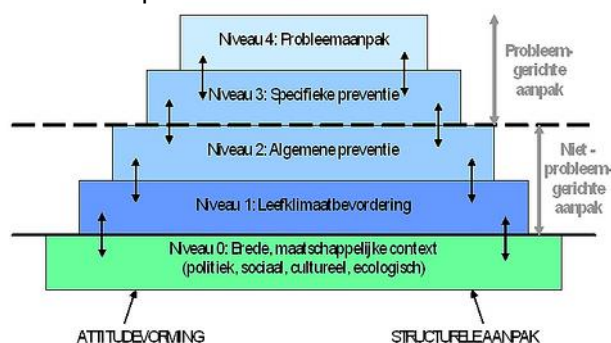 Niveau 4: Probleemaanpak
Niveau 3: Specifieke preventie
Niveau 2: Algemene preventie
Niveau 1: Leefklimaatbevordering
Niveau 0: Brede, maatschappelijke context
(politiek, sociaal, cultureel, ecologisch)
Probleem-
gerichte
aanpak
Niet -
probleem-
gerichte
aanpak
ATTITUDEVORMING
STRUCTURELE AANPAK